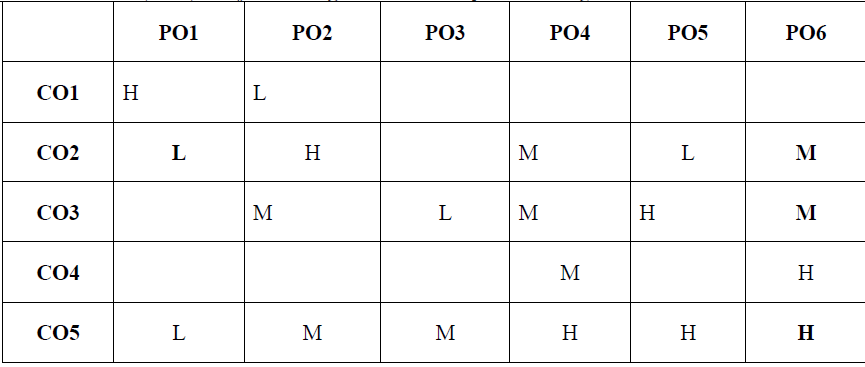 PO1 PO2 PO3 PO4 PO5 PO6
CO1 H L
CO2 L H M L M
CO3 M L M H M
CO4 M H
CO5 L M M H H H